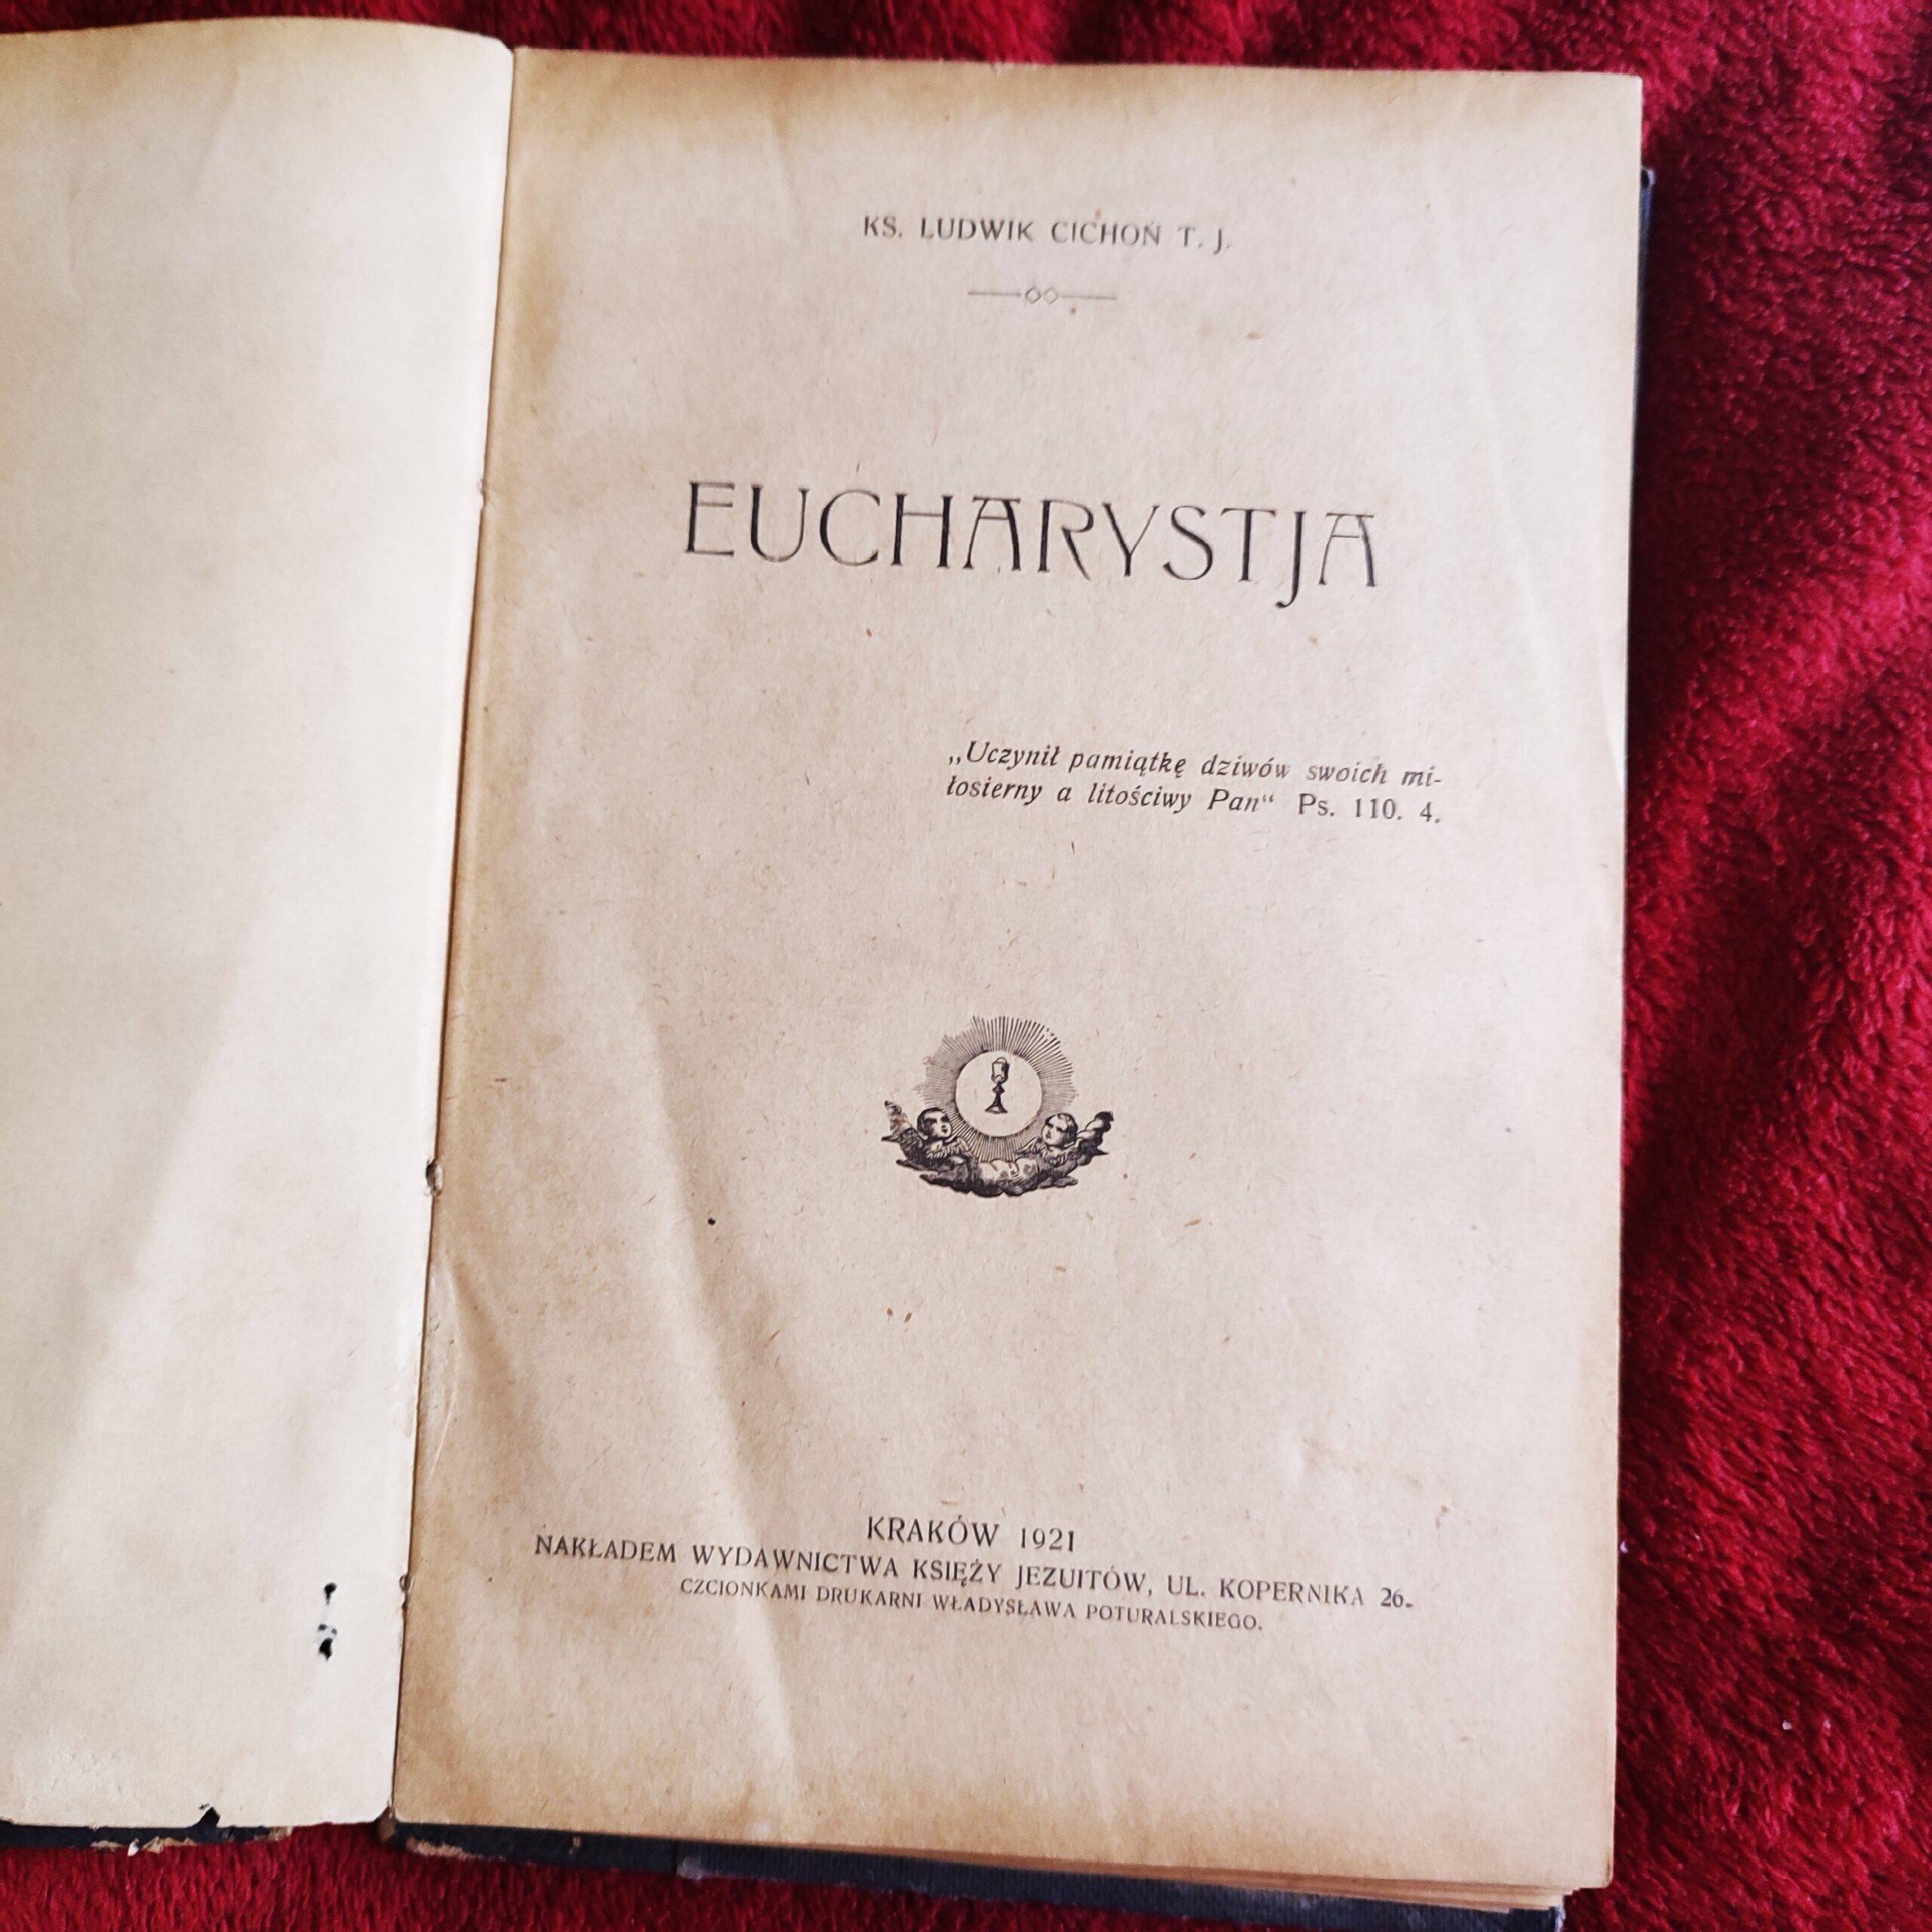 KS. LUDWIK CICHOŃ T. J.
EUCHARYSTJA
„Uczynił pamiątkę dziwów swoich mi-
łosierny a litościwy Pan“ Ps. 110. 4.
KRAKÓW 1921
NAKŁADEM WYDAWNICTWA KSIĘŻY JEZUITÓW, UL. KOPERNIKA 26.
CZCIONKAMI DRUKARNI WŁADYSŁAWA POTURALSKIEGO.